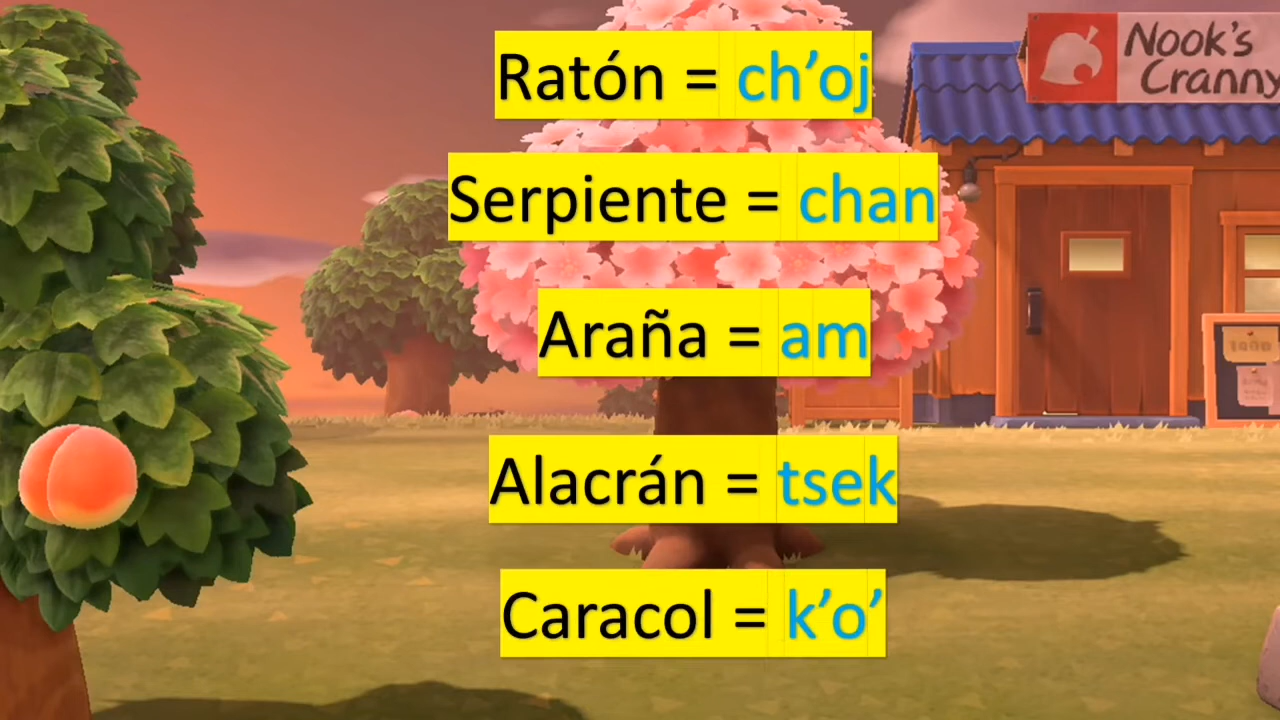 Nook's
Cranny
Ratón = ch’oj
Serpiente = chan
Araña = am
Alacrán = tsek
Caracol = k’o’